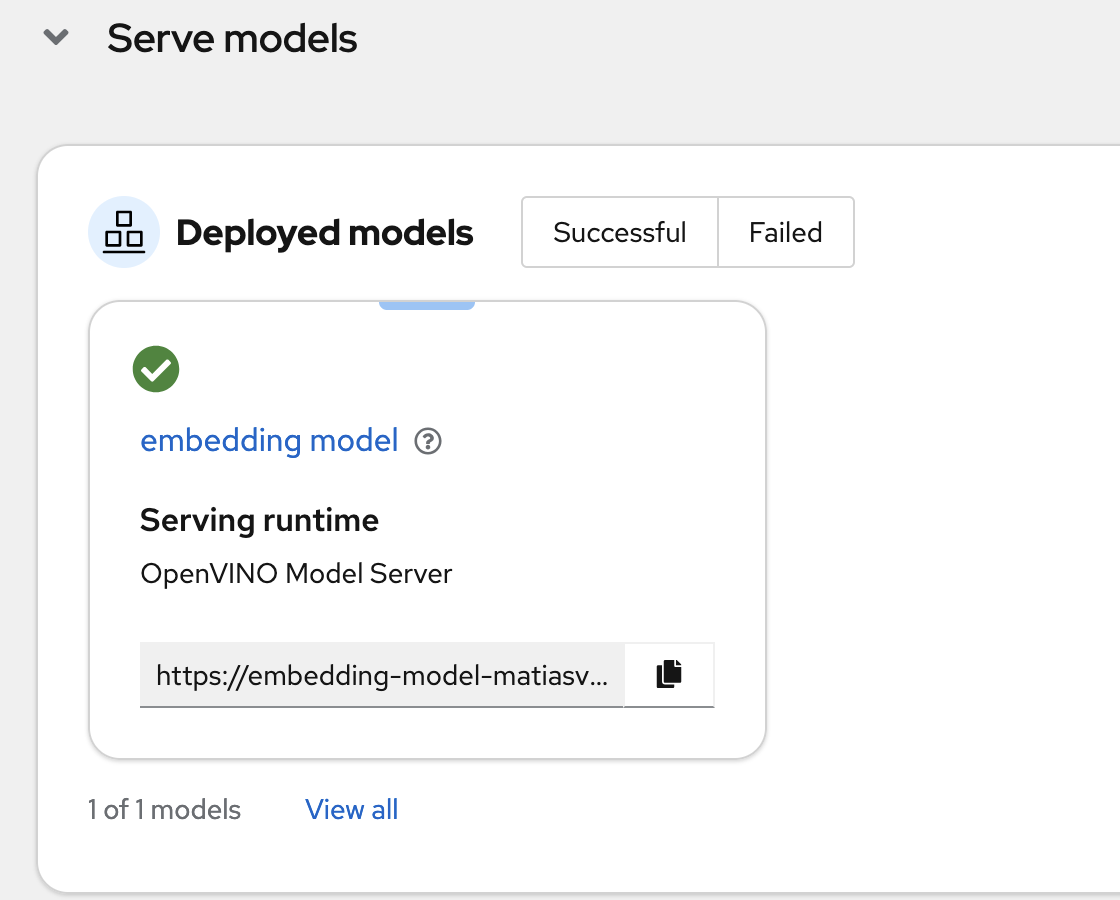 Serve models
Deployed models
Successful
Failed
embedding model
Serving runtime
OpenVINO Model Server
https://embedding-model-matiasv...
1 of 1 models
View all